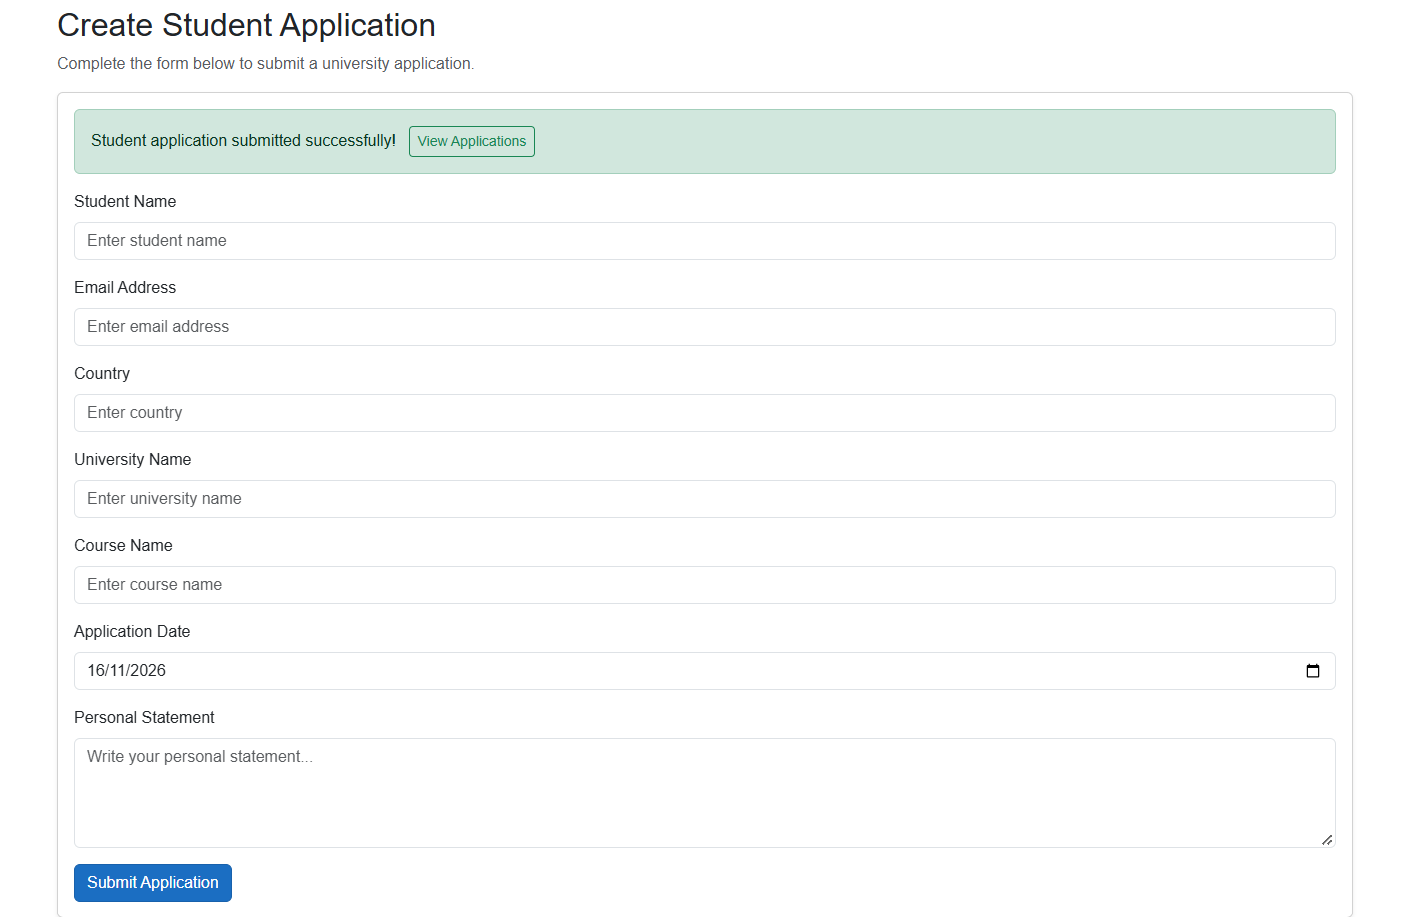 Create Student Application
Complete the form below to submit a university application.
Student application submitted successfully! View Applications
Student Name
Enter student name
Email Address
Enter email address
Country
Enter country
University Name
Enter university name
Course Name
Enter course name
Application Date
16/11/2026
Personal Statement
Write your personal statement...
Submit Application